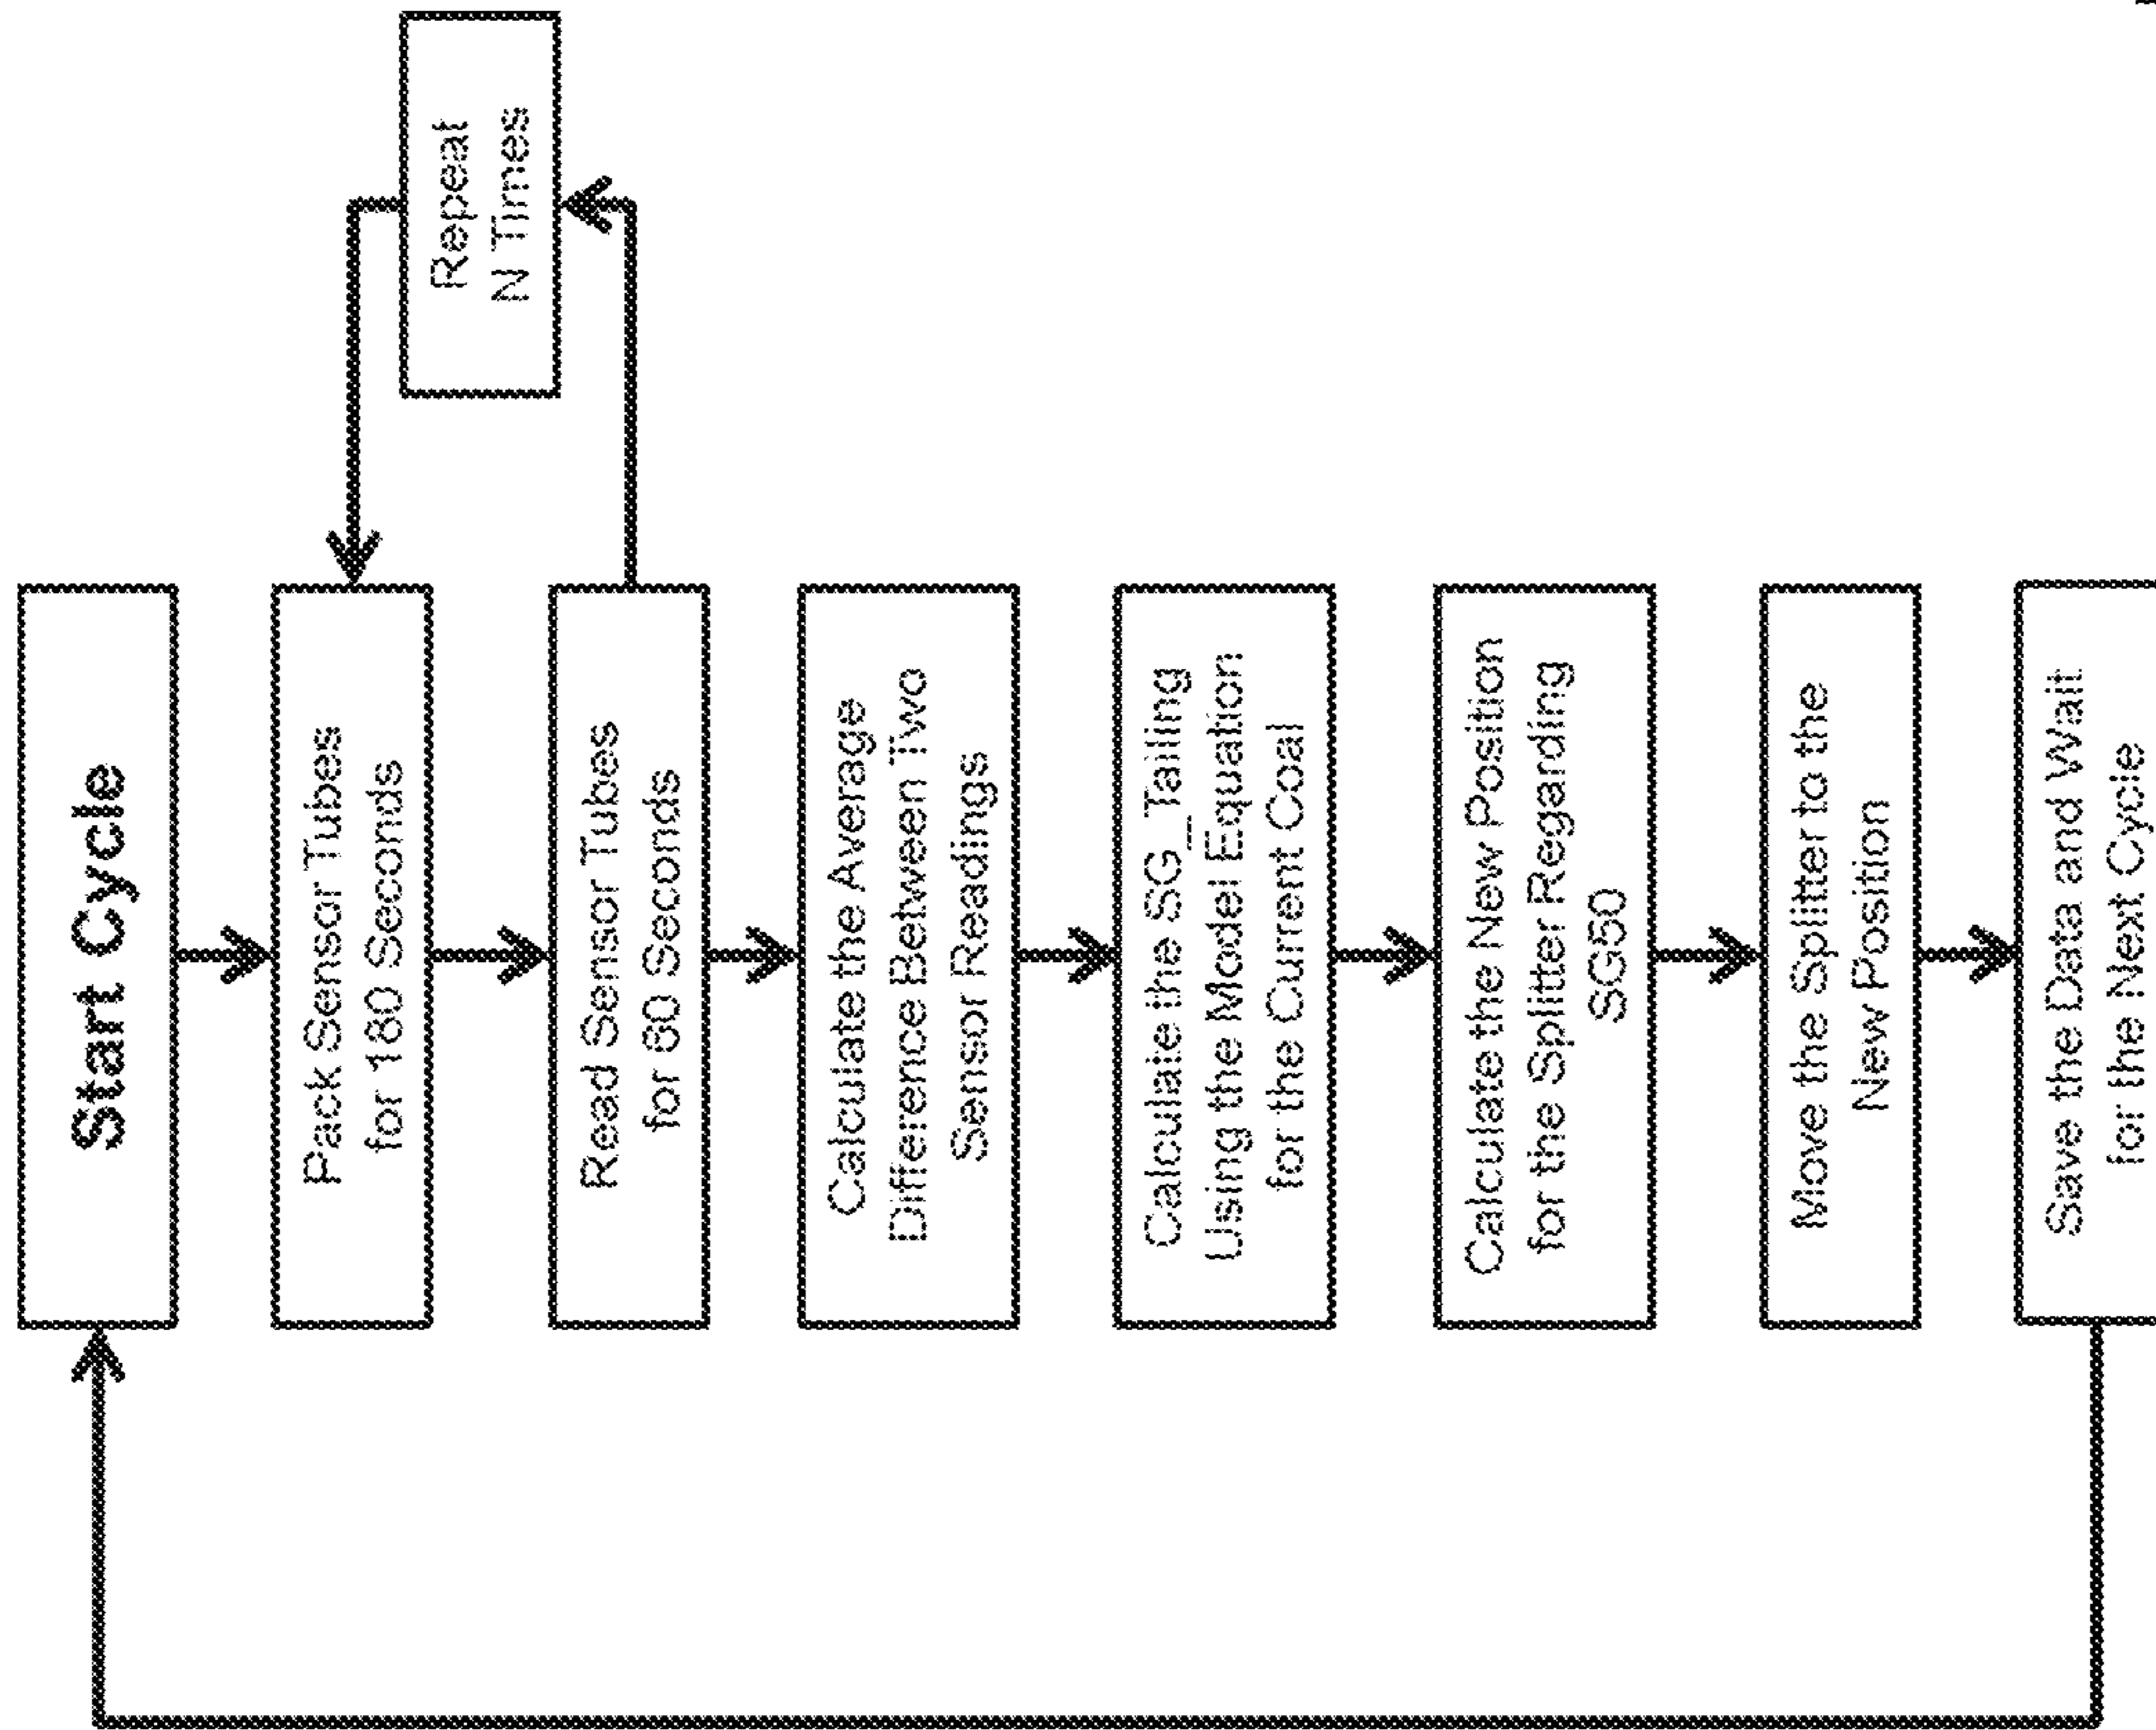 Start Cycle
Pack Sensor Tubes
for 180 Seconds
Repeat
N Times
Read Sensor Tubes
for 60 Seconds
Calculate the Average
Difference Between Two
Sensor Readings
Calculate the SG_Tailing
Using the Model Equation
for the Current Coal
Calculate the New Position
for the Splitter Regarding
SG50
Move the Splitter to the
New Position
Save the Data and Wait
for the Next Cycle